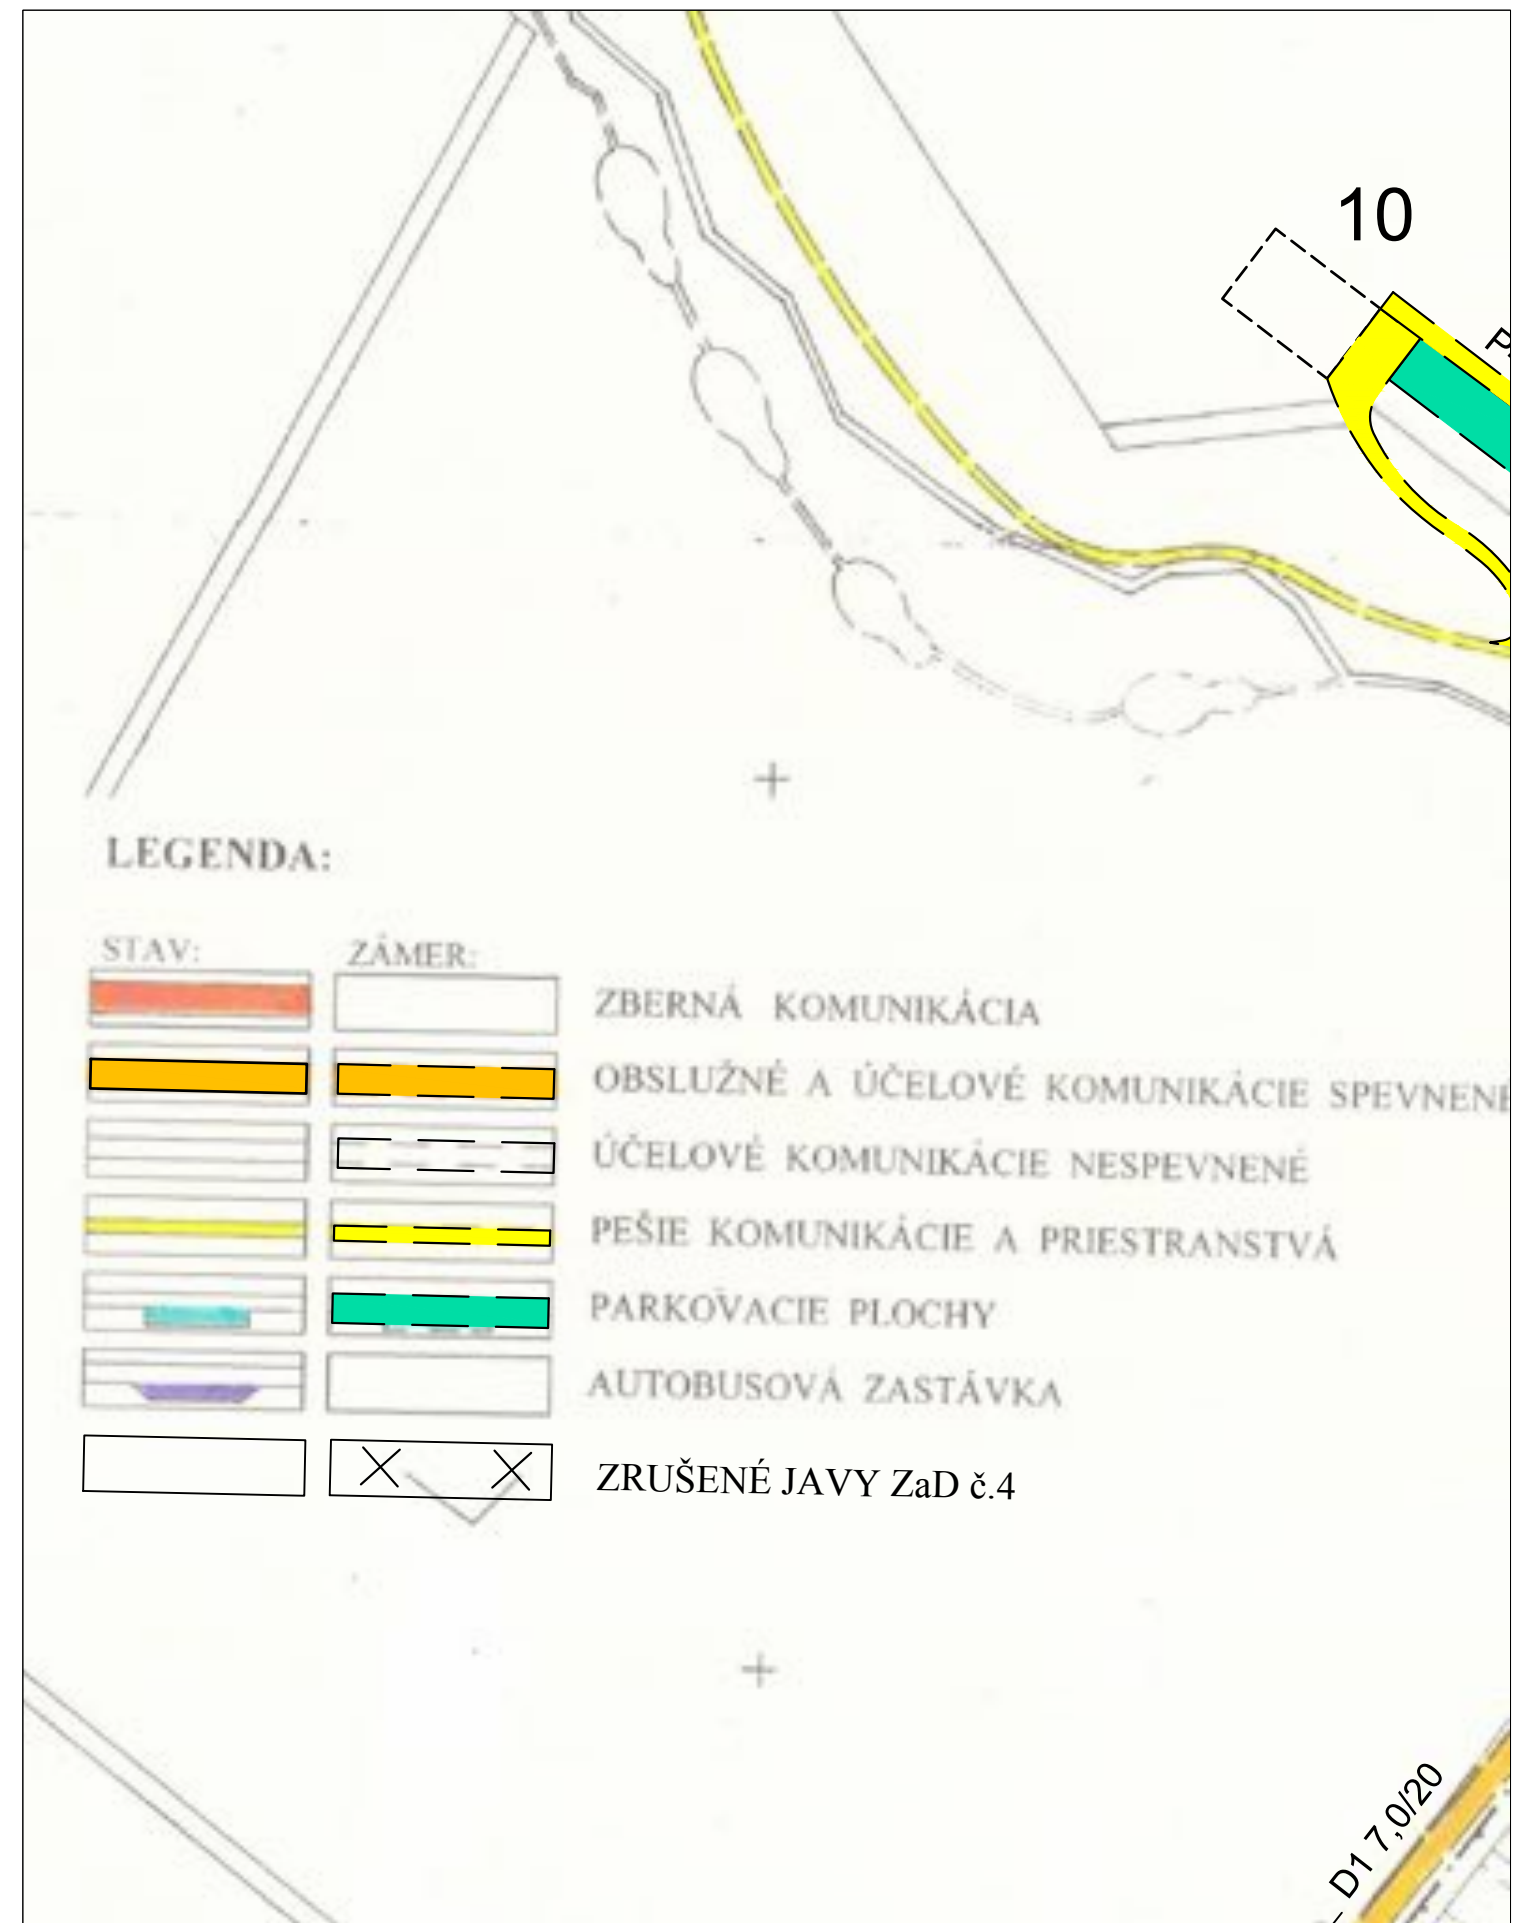 10
LEGENDA:
STAV: ZÁMER:
ZBERNÁ KOMUNIKÁCIA
OBSLUŽNÉ A ÚČELOVÉ KOMUNIKÁCIE SPEVNENÉ
ÚČELOVÉ KOMUNIKÁCIE NESPEVNENÉ
PEŠIE KOMUNIKÁCIE A PRIESTRANSTVÁ
PARKOVACIE PLOCHY
AUTOBUSOVÁ ZASTÁVKA
ZRUŠENÉ JAVY ZaD č.4
D1 7,0/20